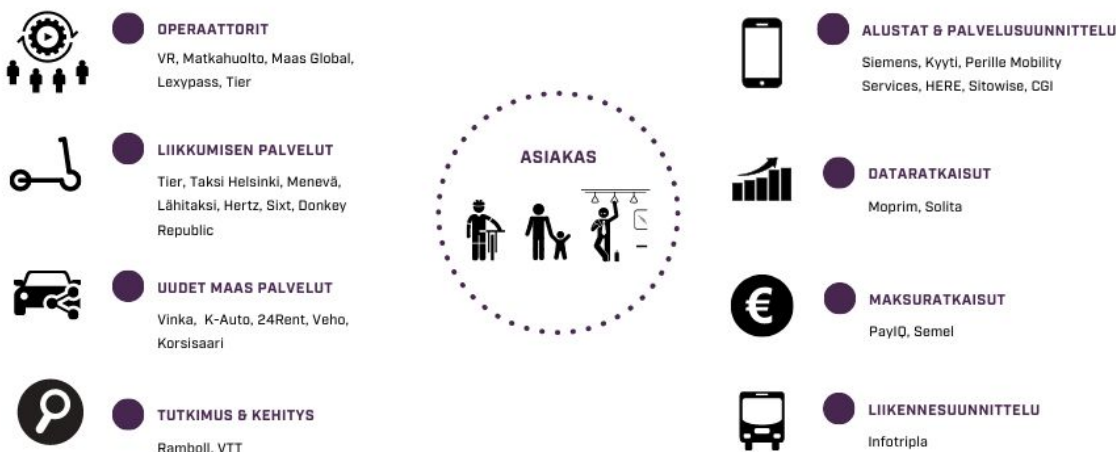 OPERAATTORIT
VR, Matkahuolto, Maas Global,
Lexypass, Tier
LIIKKUMISEN PALVELUT
Tier, Taksi Helsinki, Menevä,
Lähitaksi, Hertz, Sixt, Donkey
Republic
UUDET MAAS PALVELUT
Vinka, K-Auto, 24Rent, Veho,
Korsisaari
TUTKIMUS & KEHITYS
Ramboll, VTT
ASIAKAS
ALUSTAT & PALVELUSUUNNITTELU
Siemens, Kyyti, Perille Mobility
Services, HERE, Sitowise, CGI
DATARATKAISUT
Moprim, Solita
€
MAKSURATKAISUT
PayIQ, Semel
LIIKENNESUUNNITTELU
Infotripla